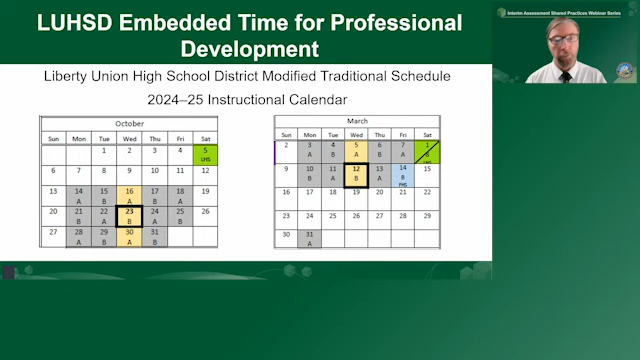 LUHSD Embedded Time for Professional
Development
Interim Assessment Shared Practices Webinar Series
Liberty Union High School District Modified Traditional Schedule
2024–25 Instructional Calendar
October
Sun Mon Tue Wed Thu Fri Sat
1 2 3 4 5
LHS
6 7 8 9 10 11 12
13 14 15 16 17 18 19
A B A B A
20 21 22 23 24 25 26
B A B A B
27 28 29 30 31
A B A B
March
Sun Mon Tue Wed Thu Fri Sat
2 3 4 5 6 7 1
A B A B A 8
LHS
9 10 11 12 13 14 15
B A B A B
PHS
16 17 18 19 20 21 22
23 24 25 26 27 28 29
30 31
A